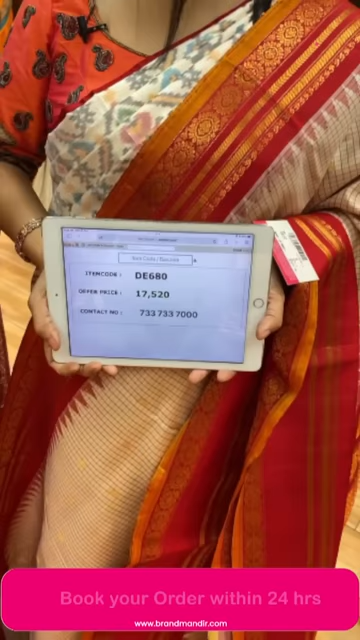 ITEMCODE : DE680
OFFER PRICE : 17,520
CONTACT NO : 733 733 7000
Book your Order within 24 hrs
www.brandmandir.com